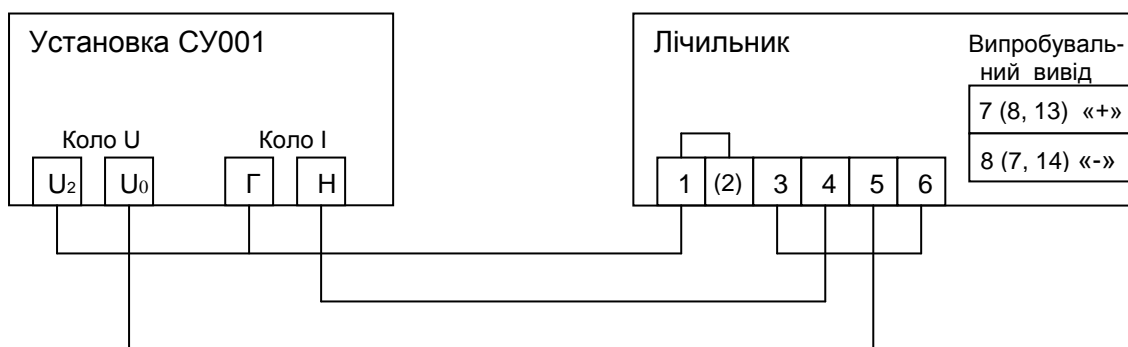 Установка СУ001
Коло U
Коло I
U2
U0
Г
Н
Лічильник
Випробуваль-
ний вивід
7 (8, 13) «+»
8 (7, 14) «-»
1
(2)
3
4
5
6